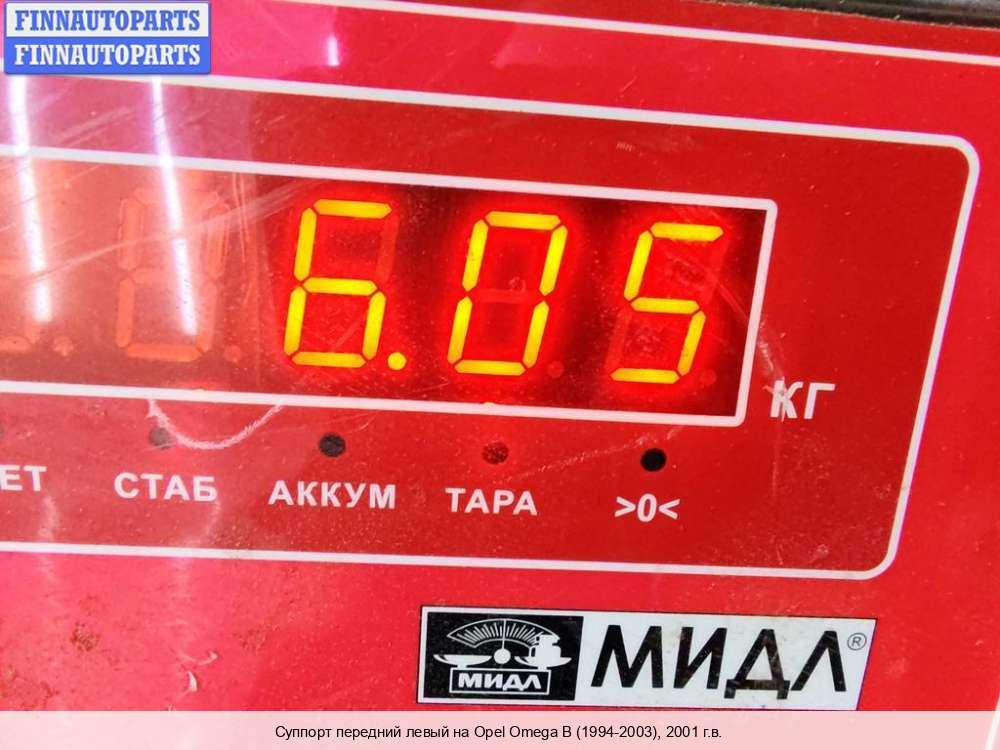 FINNAUTOPARTS
FINNAUTOPARTS
6.05
КГ
ЕТ СТАБ АККУМ ТАРА >0<
МИДЛ МИДЛ®
Суппорт передний левый на Opel Omega B (1994-2003), 2001 г.в.